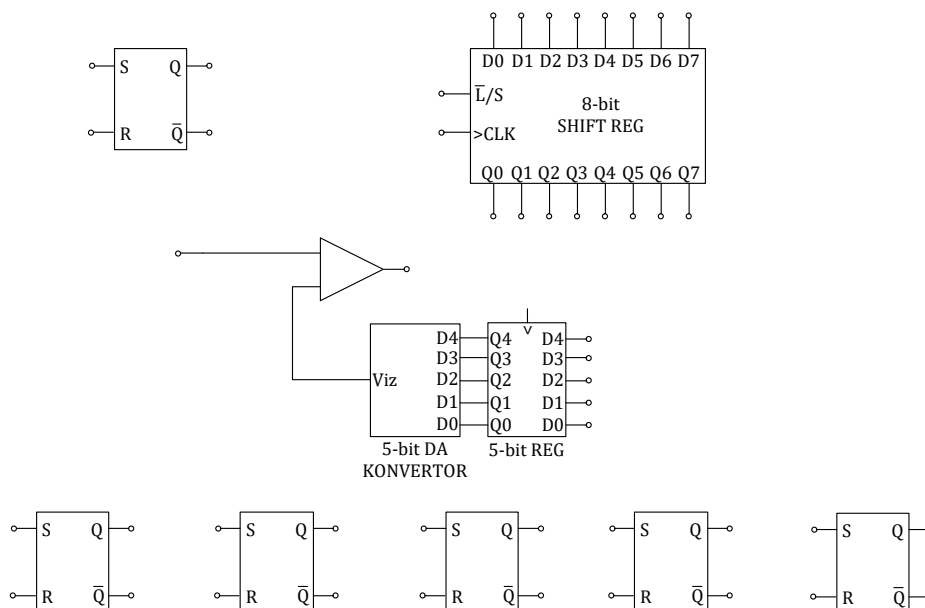 D0 D1 D2 D3 D4 D5 D6 D7
S Q
L̅/S
8-bit
SHIFT REG
R Q̅
>CLK
Q0 Q1 Q2 Q3 Q4 Q5 Q6 Q7
>
D4 Q4 D4
D3 Q3 D3
Viz D2 Q2 D2
D1 Q1 D1
D0 Q0 D0
5-bit DA
KONVERTOR
5-bit REG
S Q S Q S Q S Q S Q
R Q̅ R Q̅ R Q̅ R Q̅ R Q̅